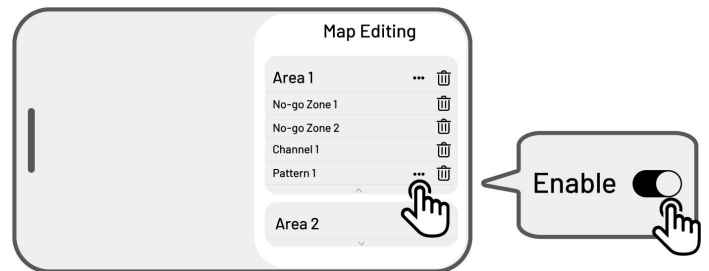 Map Editing
Area 1
No-go Zone 1
No-go Zone 2
Channel 1
Pattern 1
Area 2
Enable